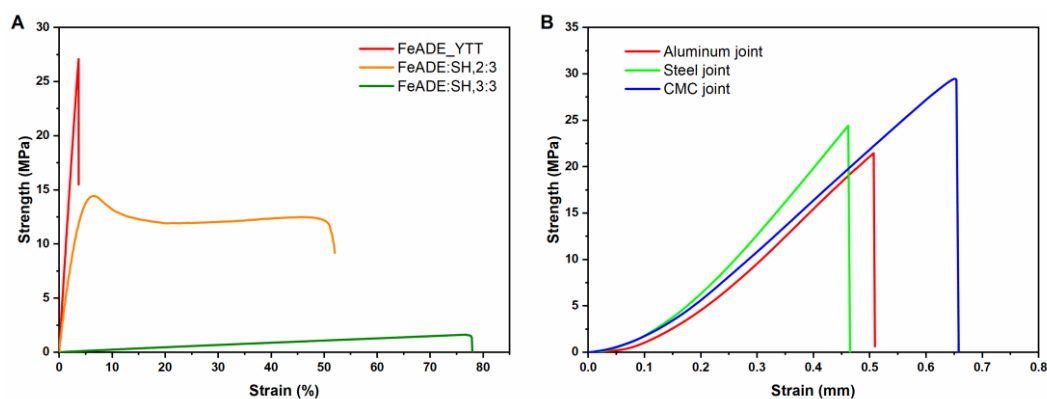 A
30
25
20
15
10
5
0
Strength (MPa)
FeADE_YTT
FeADE:SH,2:3
FeADE:SH,3:3
0 10 20 30 40 50 60 70 80
Strain (%)
B
35
30
25
20
15
10
5
0
Strength (MPa)
Aluminum joint
Steel joint
CMC joint
0.0 0.1 0.2 0.3 0.4 0.5 0.6 0.7 0.8
Strain (mm)